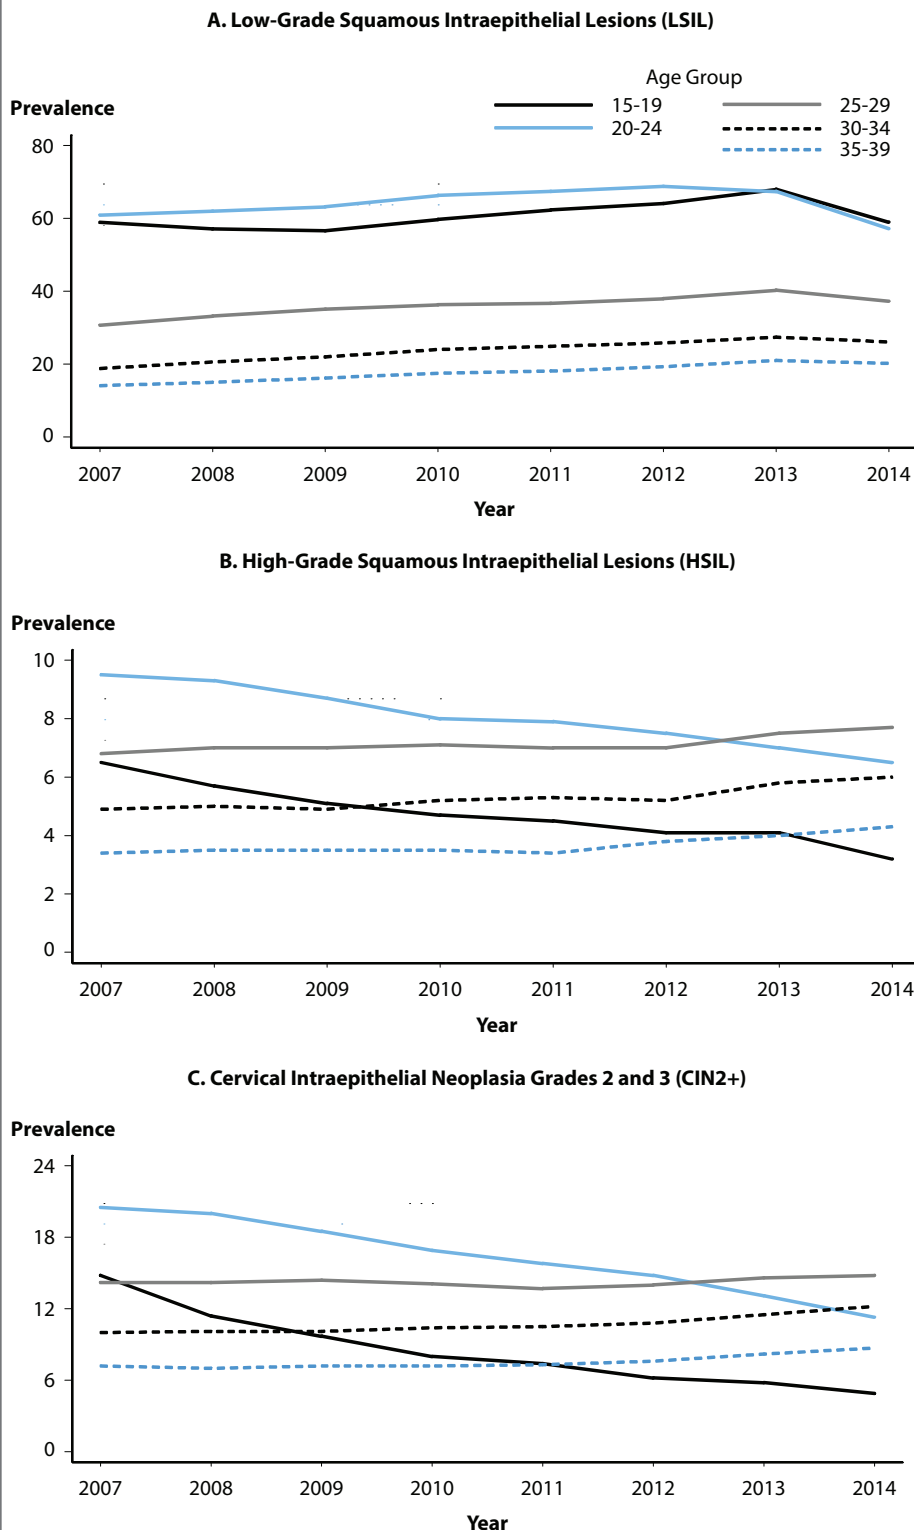 A. Low-Grade Squamous Intraepithelial Lesions (LSIL)
Age Group
Prevalence
15-19 25-29
20-24 30-34
35-39
80
60
40
20
0
2007 2008 2009 2010 2011 2012 2013 2014
Year
B. High-Grade Squamous Intraepithelial Lesions (HSIL)
Prevalence
10
8
6
4
2
0
2007 2008 2009 2010 2011 2012 2013 2014
Year
C. Cervical Intraepithelial Neoplasia Grades 2 and 3 (CIN2+)
Prevalence
24
18
12
6
0
2007 2008 2009 2010 2011 2012 2013 2014
Year